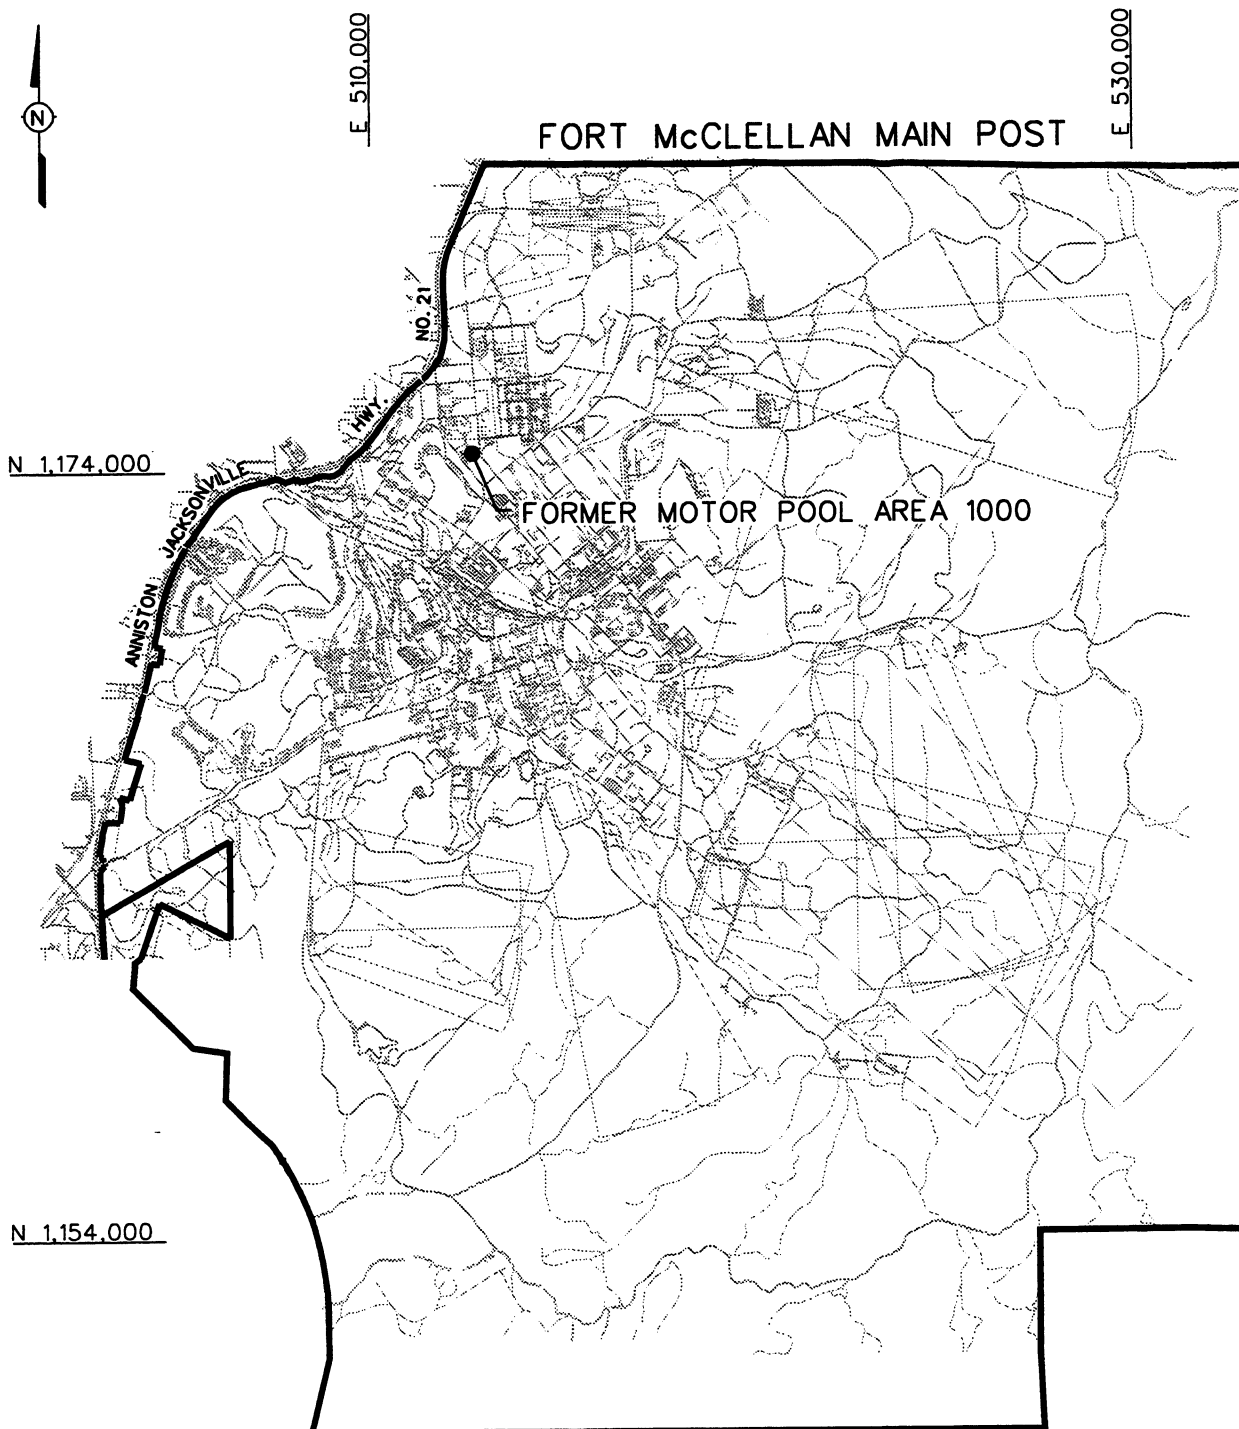 E 510,000
E 530,000
N
FORT McCLELLAN MAIN POST
NO. 21
HWY.
N 1,174,000
JACKSONVILLE
FORMER MOTOR POOL AREA 1000
ANNISTON
N 1,154,000